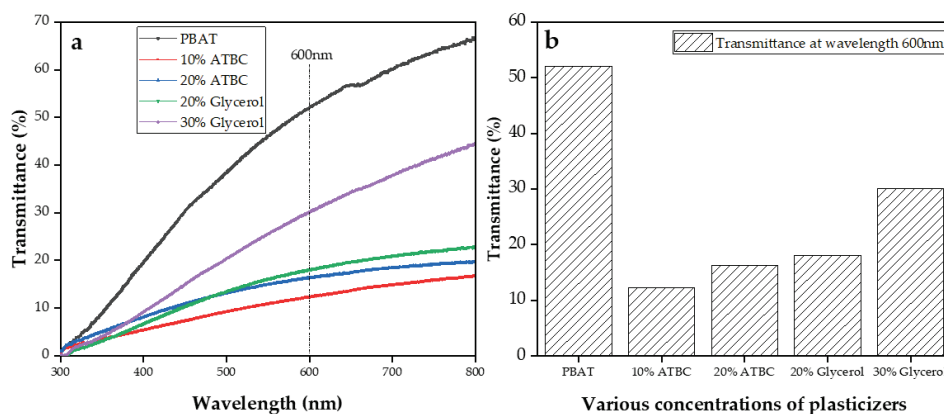 a
PBAT
10% ATBC
20% ATBC
20% Glycerol
30% Glycerol
600nm
Transmittance (%)
70
60
50
40
30
20
10
0
300
400
500
600
700
800
Wavelength (nm)
b
Transmittance at wavelength 600nm
Transmittance (%)
60
50
40
30
20
10
0
PBAT
10% ATBC
20% ATBC
20% Glycerol
30% Glycerol
Various concentrations of plasticizers